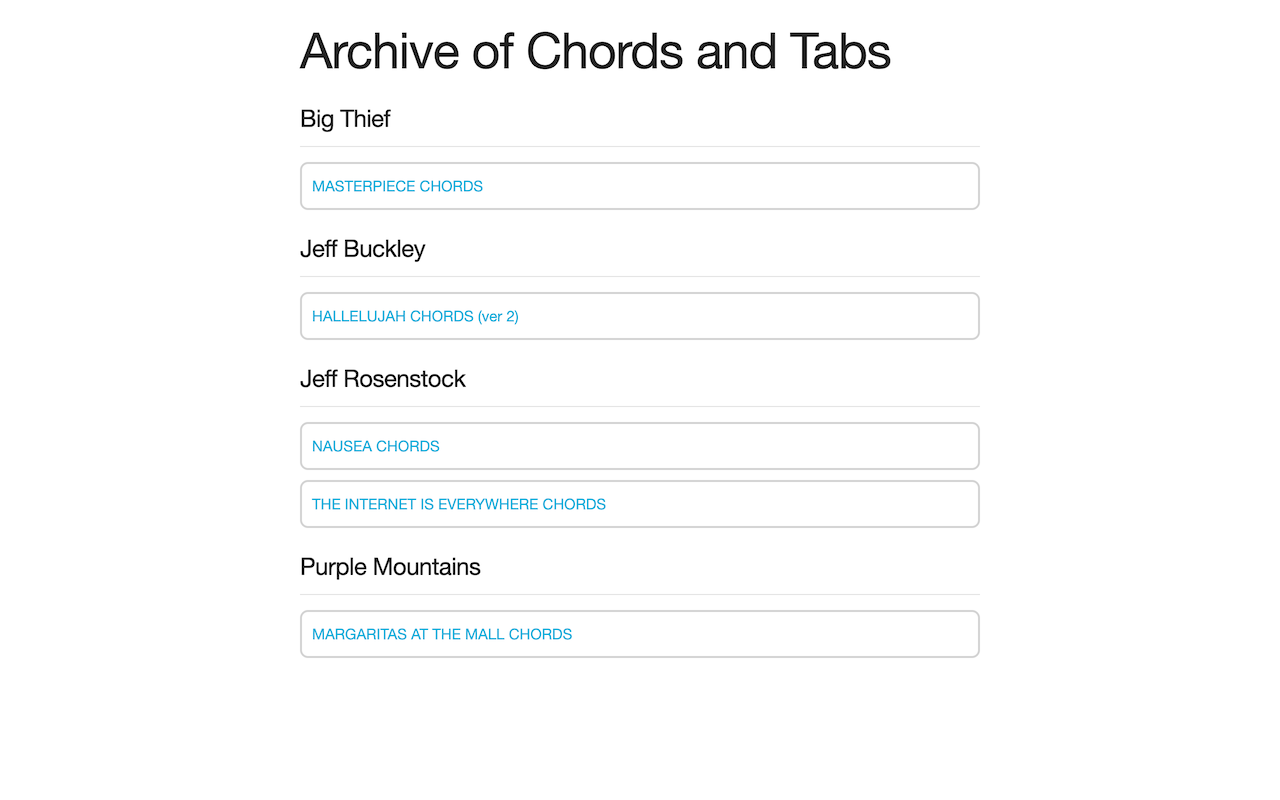 Archive of Chords and Tabs
Big Thief
MASTERPIECE CHORDS
Jeff Buckley
HALLELUJAH CHORDS (ver 2)
Jeff Rosenstock
NAUSEA CHORDS
THE INTERNET IS EVERYWHERE CHORDS
Purple Mountains
MARGARITAS AT THE MALL CHORDS